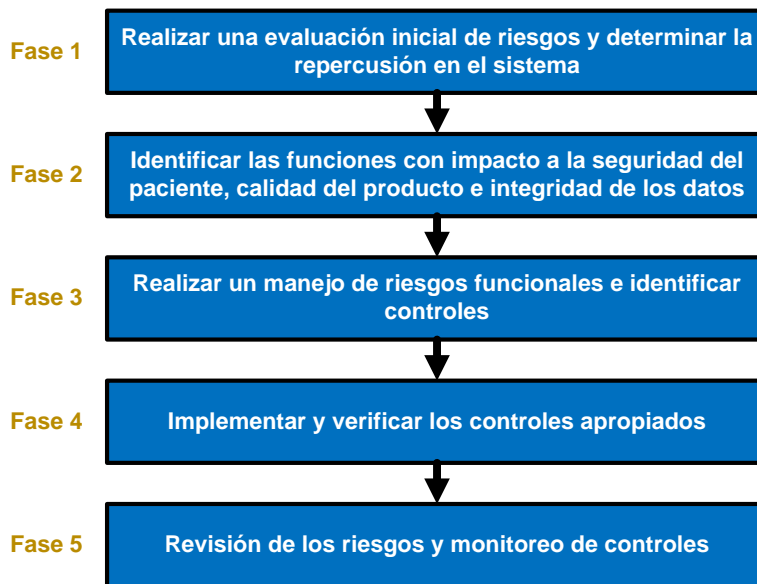 Fase 1
Realizar una evaluación inicial de riesgos y determinar la
repercusión en el sistema
Fase 2
Identificar las funciones con impacto a la seguridad del
paciente, calidad del producto e integridad de los datos
Fase 3
Realizar un manejo de riesgos funcionales e identificar
controles
Fase 4
Implementar y verificar los controles apropiados
Fase 5
Revisión de los riesgos y monitoreo de controles